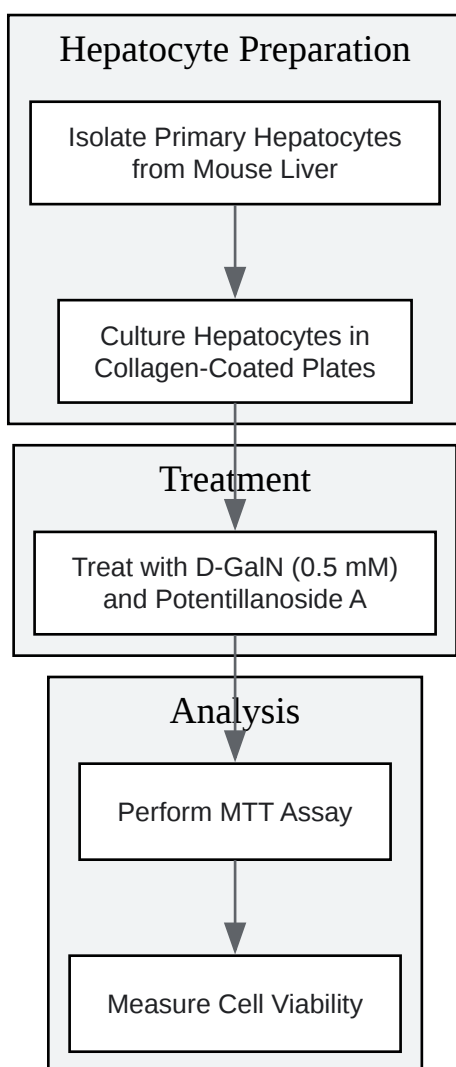 Hepatocyte Preparation
Isolate Primary Hepatocytes
from Mouse Liver
Culture Hepatocytes in
Collagen-Coated Plates
Treatment
Treat with D-GalN (0.5 mM)
and Potentillanoside A
Analysis
Perform MTT Assay
Measure Cell Viability